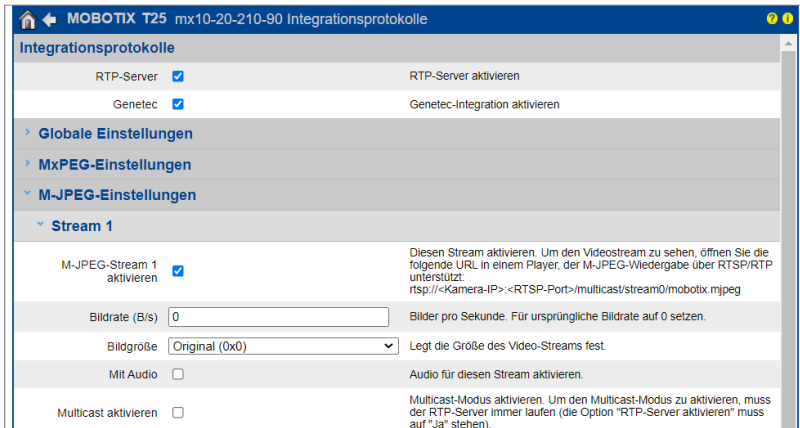 MOBOTIX T25 mx10-20-210-90 Integrationsprotokolle
Integrationsprotokolle
RTP-Server RTP-Server aktivieren
Genetec Genetec-Integration aktivieren
Globale Einstellungen
MxPEG-Einstellungen
M-JPEG-Einstellungen
Stream 1
M-JPEG-Stream 1
aktivieren
Diesen Stream aktivieren. Um den Videostream zu sehen, öffnen Sie die
folgende URL in einem Player, der M-JPEG-Wiedergabe über RTSP/RTP
unterstützt:
rtsp://<Kamera-IP>:<RTSP-Port>/multicast/stream0/mobotix.mjpeg
Bildrate (B/s) 0 Bilder pro Sekunde. Für ursprüngliche Bildrate auf 0 setzen.
Bildgröße Original (0x0) Legt die Größe des Video-Streams fest.
Mit Audio Audio für diesen Stream aktivieren.
Multicast aktivieren
Multicast-Modus aktivieren. Um den Multicast-Modus zu aktivieren, muss
der RTP-Server immer laufen (die Option "RTP-Server aktivieren" muss
auf "Ja" stehen).